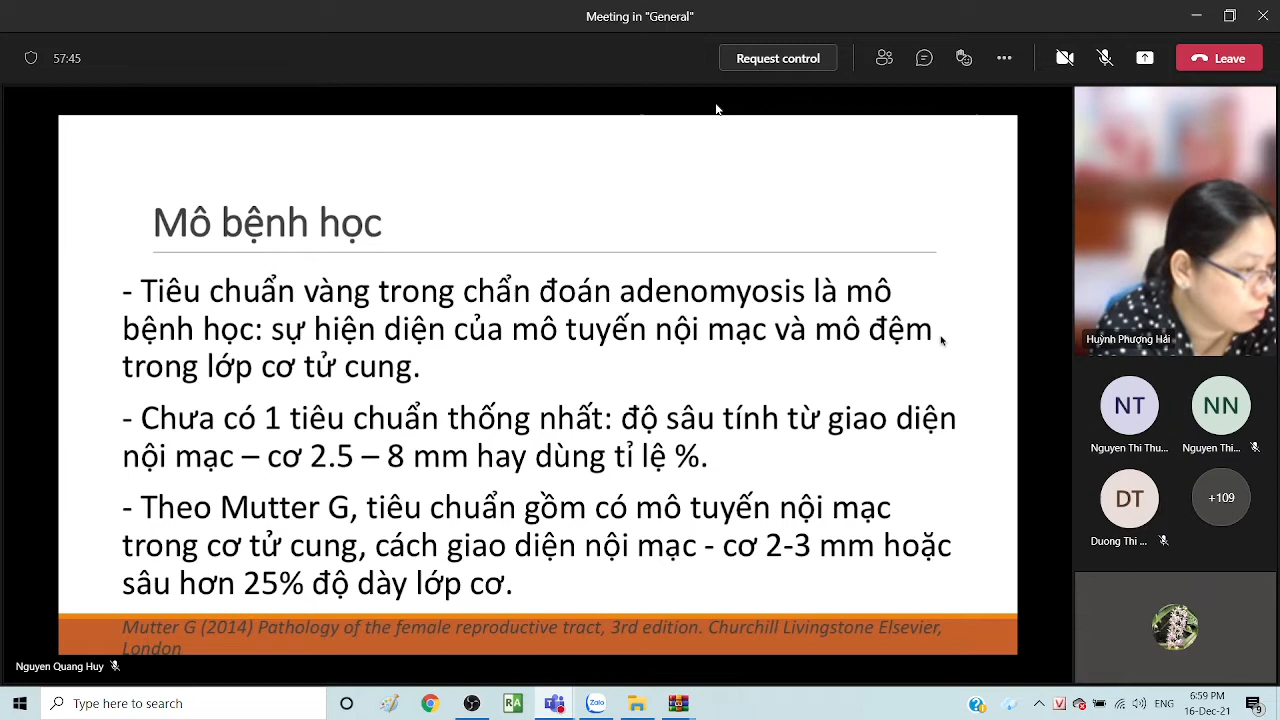 Meeting in "General"
57:45
Request control
Leave
Mô bệnh học
- Tiêu chuẩn vàng trong chẩn đoán adenomyosis là mô
bệnh học: sự hiện diện của mô tuyến nội mạc và mô đệm
trong lớp cơ tử cung.
- Chưa có 1 tiêu chuẩn thống nhất: độ sâu tính từ giao diện
nội mạc – cơ 2.5 – 8 mm hay dùng tỉ lệ %.
- Theo Mutter G, tiêu chuẩn gồm có mô tuyến nội mạc
trong cơ tử cung, cách giao diện nội mạc - cơ 2-3 mm hoặc
sâu hơn 25% độ dày lớp cơ.
Mutter G (2014) Pathology of the female reproductive tract, 3rd edition. Churchill Livingstone Elsevier,
London
Nguyen Quang Huy
Huỳnh Phượng Hải
NT
NN
Nguyen Thi Thu...
Nguyen Thi...
DT
+109
Duong Thi ...
Type here to search
RA
Zalo
V
6:59 PM
16-Dec-21
9